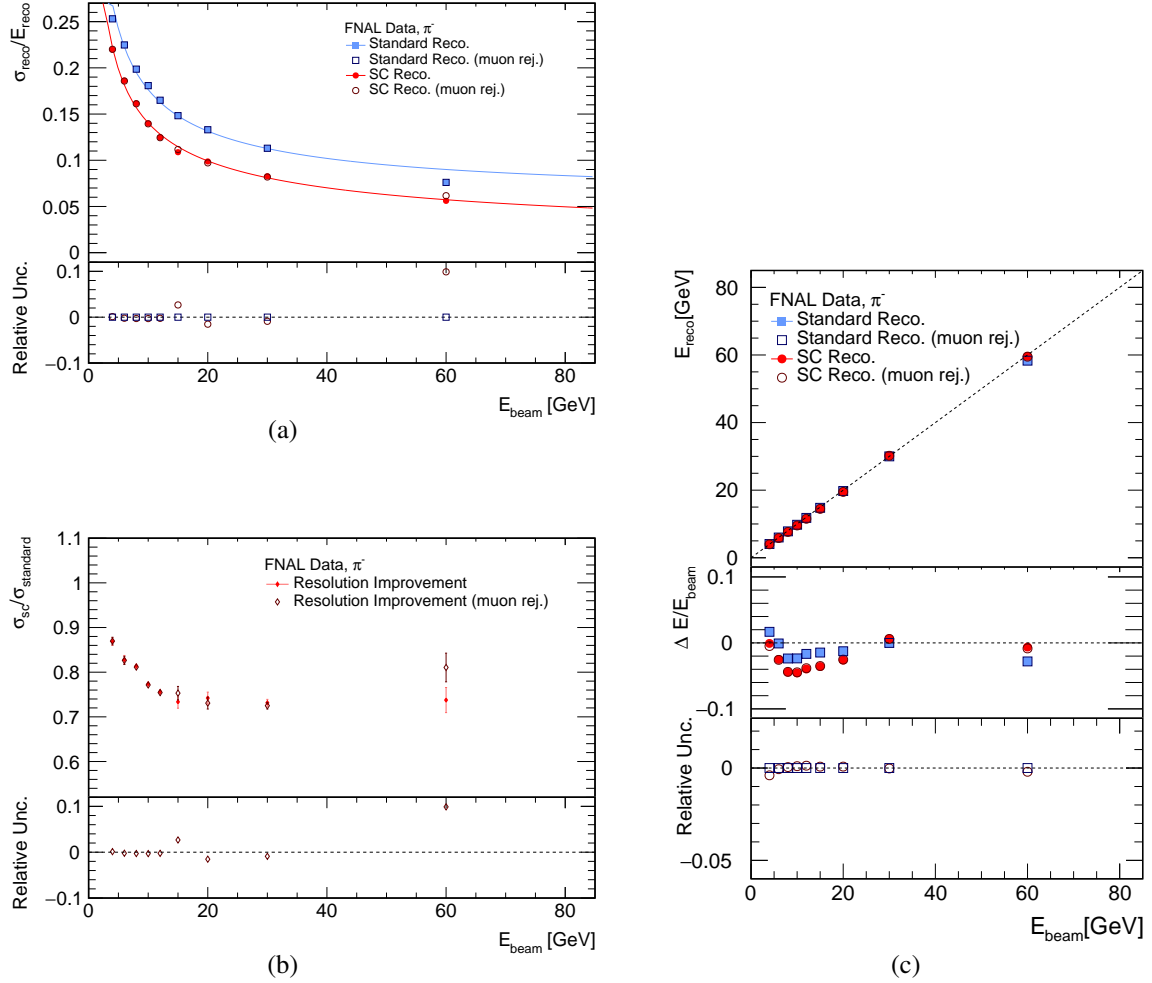 σreco/Ereco
0.25
0.2
0.15
0.1
0.05
0
FNAL Data, π-
Standard Reco.
Standard Reco. (muon rej.)
SC Reco.
SC Reco. (muon rej.)
Relative Unc.
0.1
0
−0.1
0 20 40 60 80
Ebeam [GeV]
(a)
σsc/σstandard
1.1
1
0.9
0.8
0.7
0.6
FNAL Data, π-
Resolution Improvement
Resolution Improvement (muon rej.)
Relative Unc.
0.1
0
−0.1
0 20 40 60 80
Ebeam [GeV]
(b)
Ereco[GeV]
80
60
40
20
0
FNAL Data, π-
Standard Reco.
Standard Reco. (muon rej.)
SC Reco.
SC Reco. (muon rej.)
Δ E/Ebeam
0.1
0
−0.1
Relative Unc.
0
−0.05
0 20 40 60 80
Ebeam[GeV]
(c)